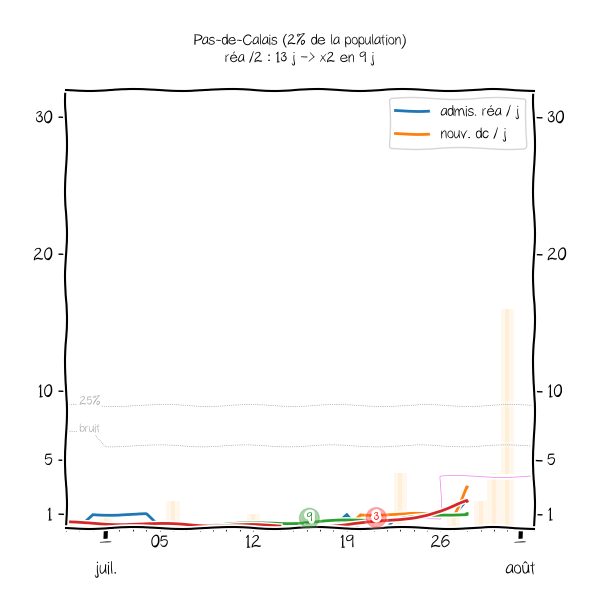 Pas-de-Calais (2% de la population)
réa /2 : 13 j -> x2 en 9 j
admis. réa / j
nouv. dc / j
30
30
20
20
10
10
25%
bruit
5
5
1
1
9
3
05
12
19
26
juil.
août